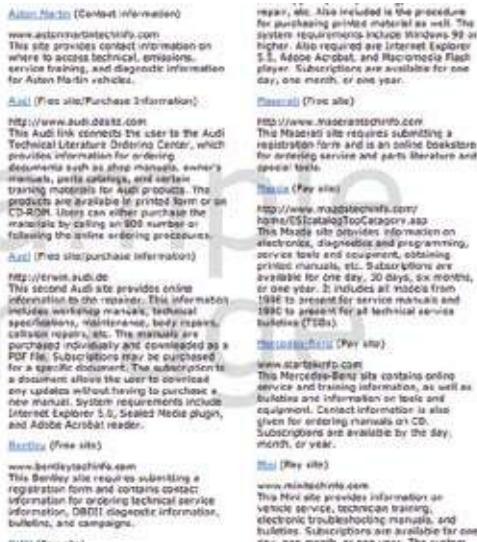 Aston Martin (Contact information)
www.astonmartintechinfo.com
This site provides contact information on
where to access technical, emissions,
service training, and diagnostic information
for Aston Martin vehicles.
Audi (Free site/Purchase Information)
http://www.audi.ddsltd.com
This Audi link connects the user to the Audi
Technical Literature Ordering Center, which
provides information for ordering
documents such as shop manuals, owner's
manuals, parts catalogs, and certain
training materials for Audi products. The
products are available in printed form or on
CD-ROM. Users can either purchase the
materials by calling an 800 number or
following the online ordering procedures.
Audi (Free site/purchase information)
http://erwin.audi.de
This second Audi site provides online
information to the repairer. This information
includes workshop manuals, technical
specifications, maintenance, body repairs,
collision repairs, etc. The manuals are
purchased individually and downloaded as a
PDF file. Subscriptions may be purchased
for a specific document. The subscription to
a document allows the user to download
any updates without having to purchase a
new manual. System requirements include
Internet Explorer 5.0, Sealed Media plugin,
and Adobe Acrobat reader.
Bentley (Free site)
www.bentleytechinfo.com
This Bentley site requires submitting a
registration form and contains contact
information for ordering technical service
information, OBDII diagnostic information,
bulletins, and campaigns.
repair, etc. Also included is the procedure
for purchasing printed material as well. The
system requirements include Windows 98 or
higher. Also required are Internet Explorer
5.5, Adobe Acrobat, and Macromedia Flash
player. Subscriptions are available for one
day, one month, or one year.
Maserati (Free site)
http://www.maseratitechinfo.com
This Maserati site requires submitting a
registration form and is an online bookstore
for ordering service and parts literature and
special tools.
Mazda (Pay site)
http://www.mazdatechinfo.com/
home/ESICatalogTopCatagory.asp
This Mazda site provides information on
electronics, diagnostics and programming,
service tools and equipment, obtaining
printed manuals, etc. Subscriptions are
available for one day, 30 days, six months,
or one year. It includes all models from
1996 to present for service manuals and
1990 to present for all technical service
bulletins (TSBs).
Mercedes-Benz (Pay site)
www.startekinfo.com
This Mercedes-Benz site contains online
service and training information, as well as
bulletins and information on tools and
equipment. Contact information is also
given for ordering manuals on CD.
Subscriptions are available by the day,
month, or year.
Mini (Pay site)
www.minitechinfo.com
This Mini site provides information on
vehicle service, technician training,
electronic troubleshooting manuals, and
bulletins. Subscriptions are available for one
day, one month, or one year. The system